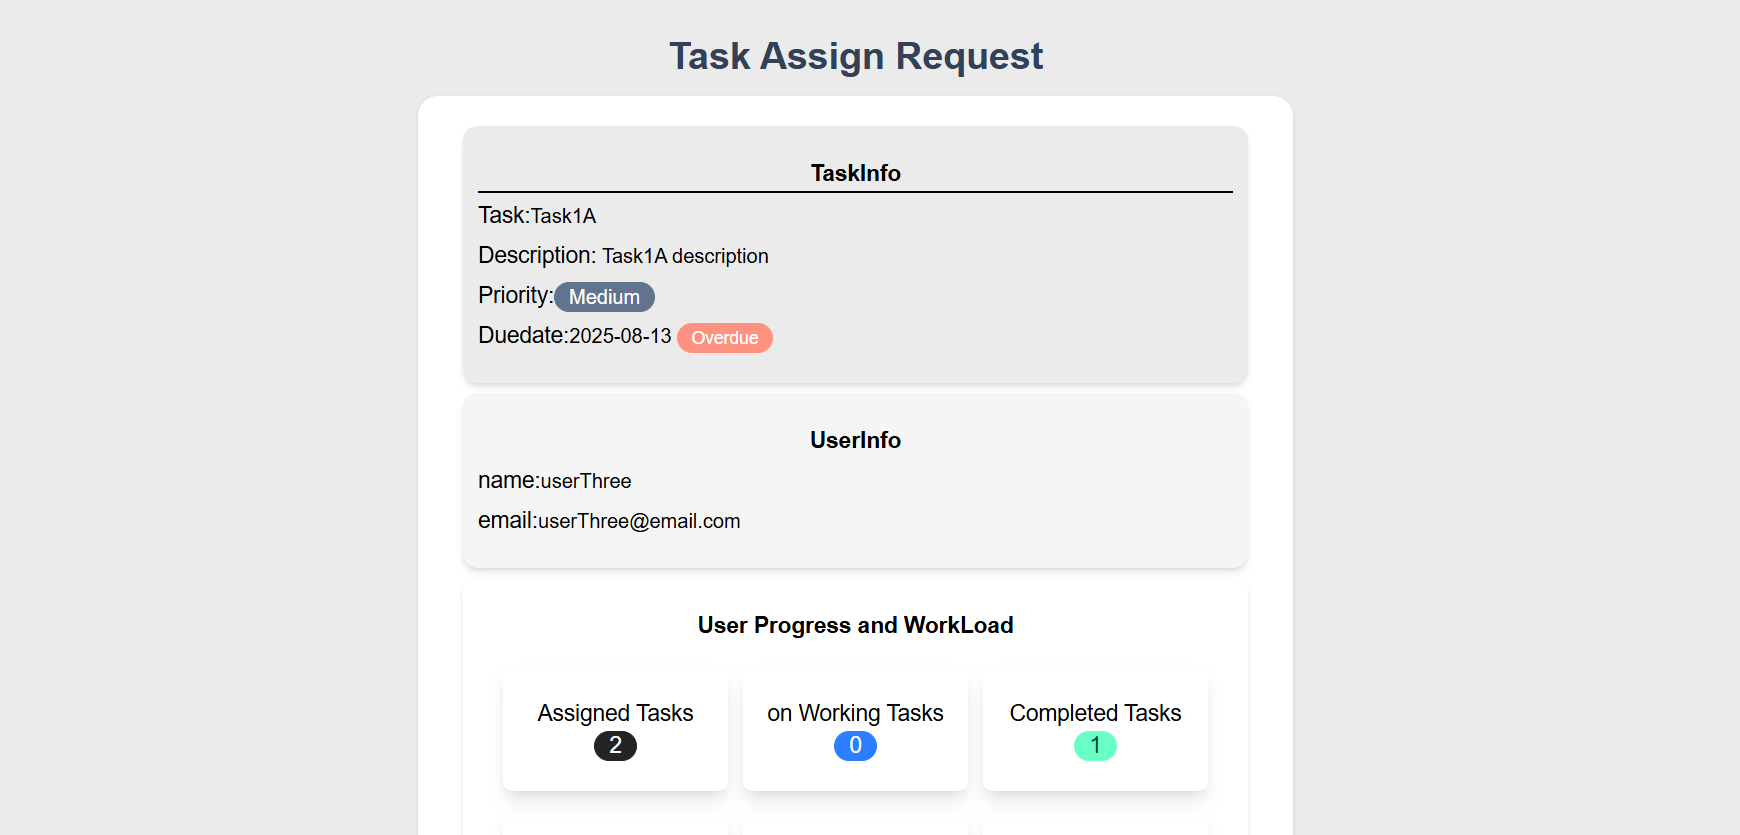 Task Assign Request
TaskInfo
Task:Task1A
Description: Task1A description
Priority:Medium
Duedate:2025-08-13 Overdue
UserInfo
name:userThree
email:userThree@email.com
User Progress and WorkLoad
Assigned Tasks on Working Tasks Completed Tasks
2 0 1